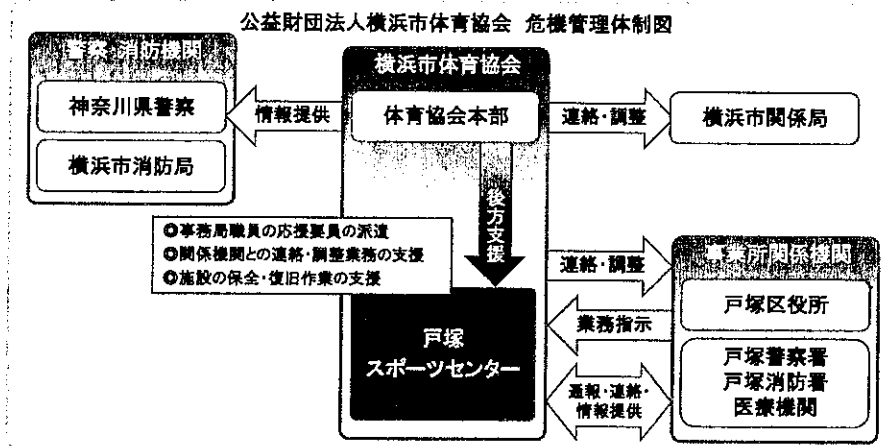 公益財団法人横浜市体育協会 危機管理体制図
警察 消防機関
神奈川県警察
横浜市消防局
情報提供
横浜市体育協会
体育協会本部
連絡・調整
横浜市関係局
後方支援
◎事務局職員の応援要員の派遣
◎関係機関との連絡・調整業務の支援
◎施設の保全・復旧作業の支援
戸塚
スポーツセンター
連絡・調整
業務指示
通報・連絡・
情報提供
事業所関係機関
戸塚区役所
戸塚警察署
戸塚消防署
医療機関